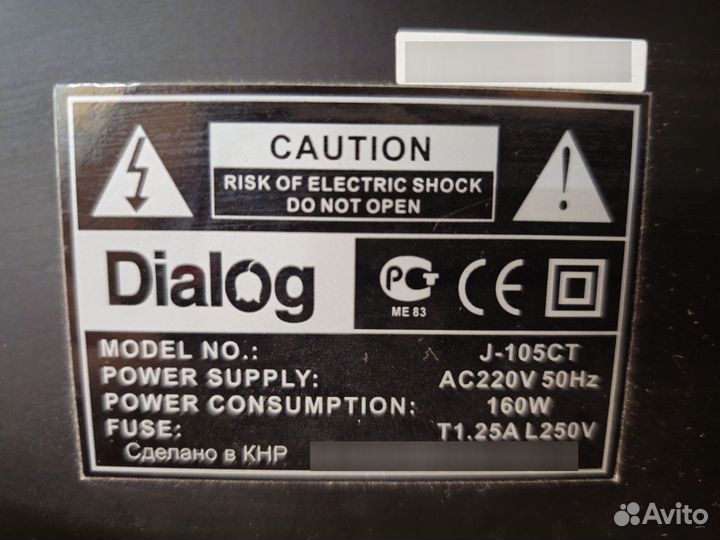 CAUTION
RISK OF ELECTRIC SHOCK
DO NOT OPEN
Dialog
РСТ
ME 83
CE
MODEL NO.: J-105CT
POWER SUPPLY: AC220V 50Hz
POWER CONSUMPTION: 160W
FUSE: T1.25A L250V
Сделано в КНР
Avito